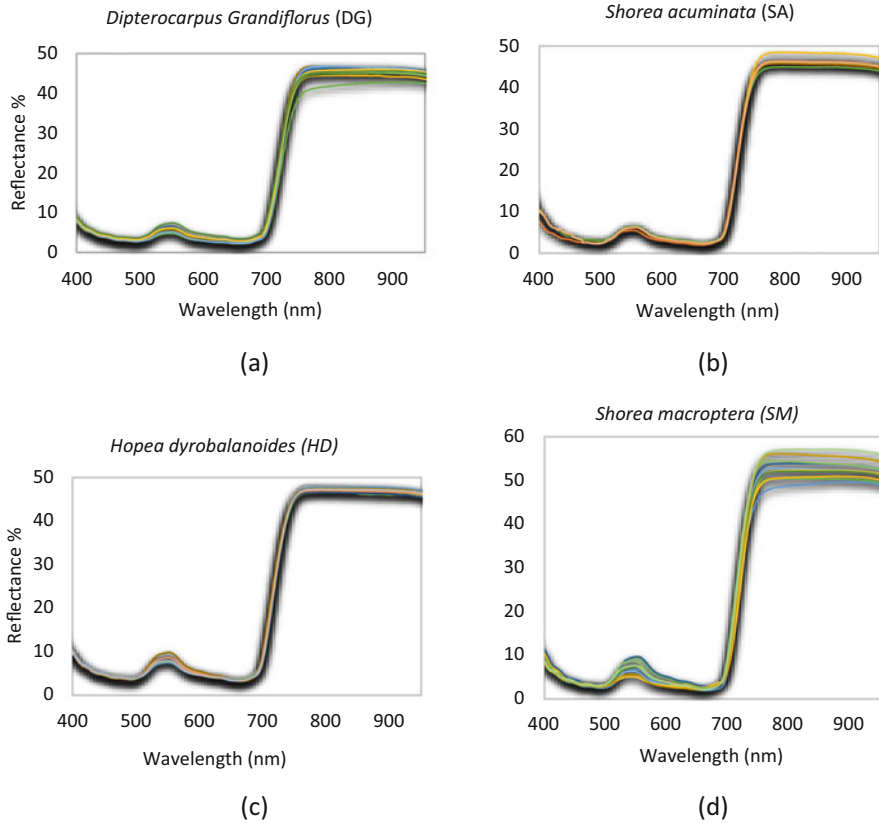 Dipterocarpus Grandiflorus (DG)
50
40
30
20
10
0
Reflectance %
400 500 600 700 800 900
Wavelength (nm)
(a)
Shorea acuminata (SA)
50
40
30
20
10
0
400 500 600 700 800 900
Wavelength (nm)
(b)
Hopea dyrobalanoides (HD)
50
40
30
20
10
0
Reflectance %
400 500 600 700 800 900
Wavelength (nm)
(c)
Shorea macroptera (SM)
60
50
40
30
20
10
0
400 500 600 700 800 900
Wavelength (nm)
(d)